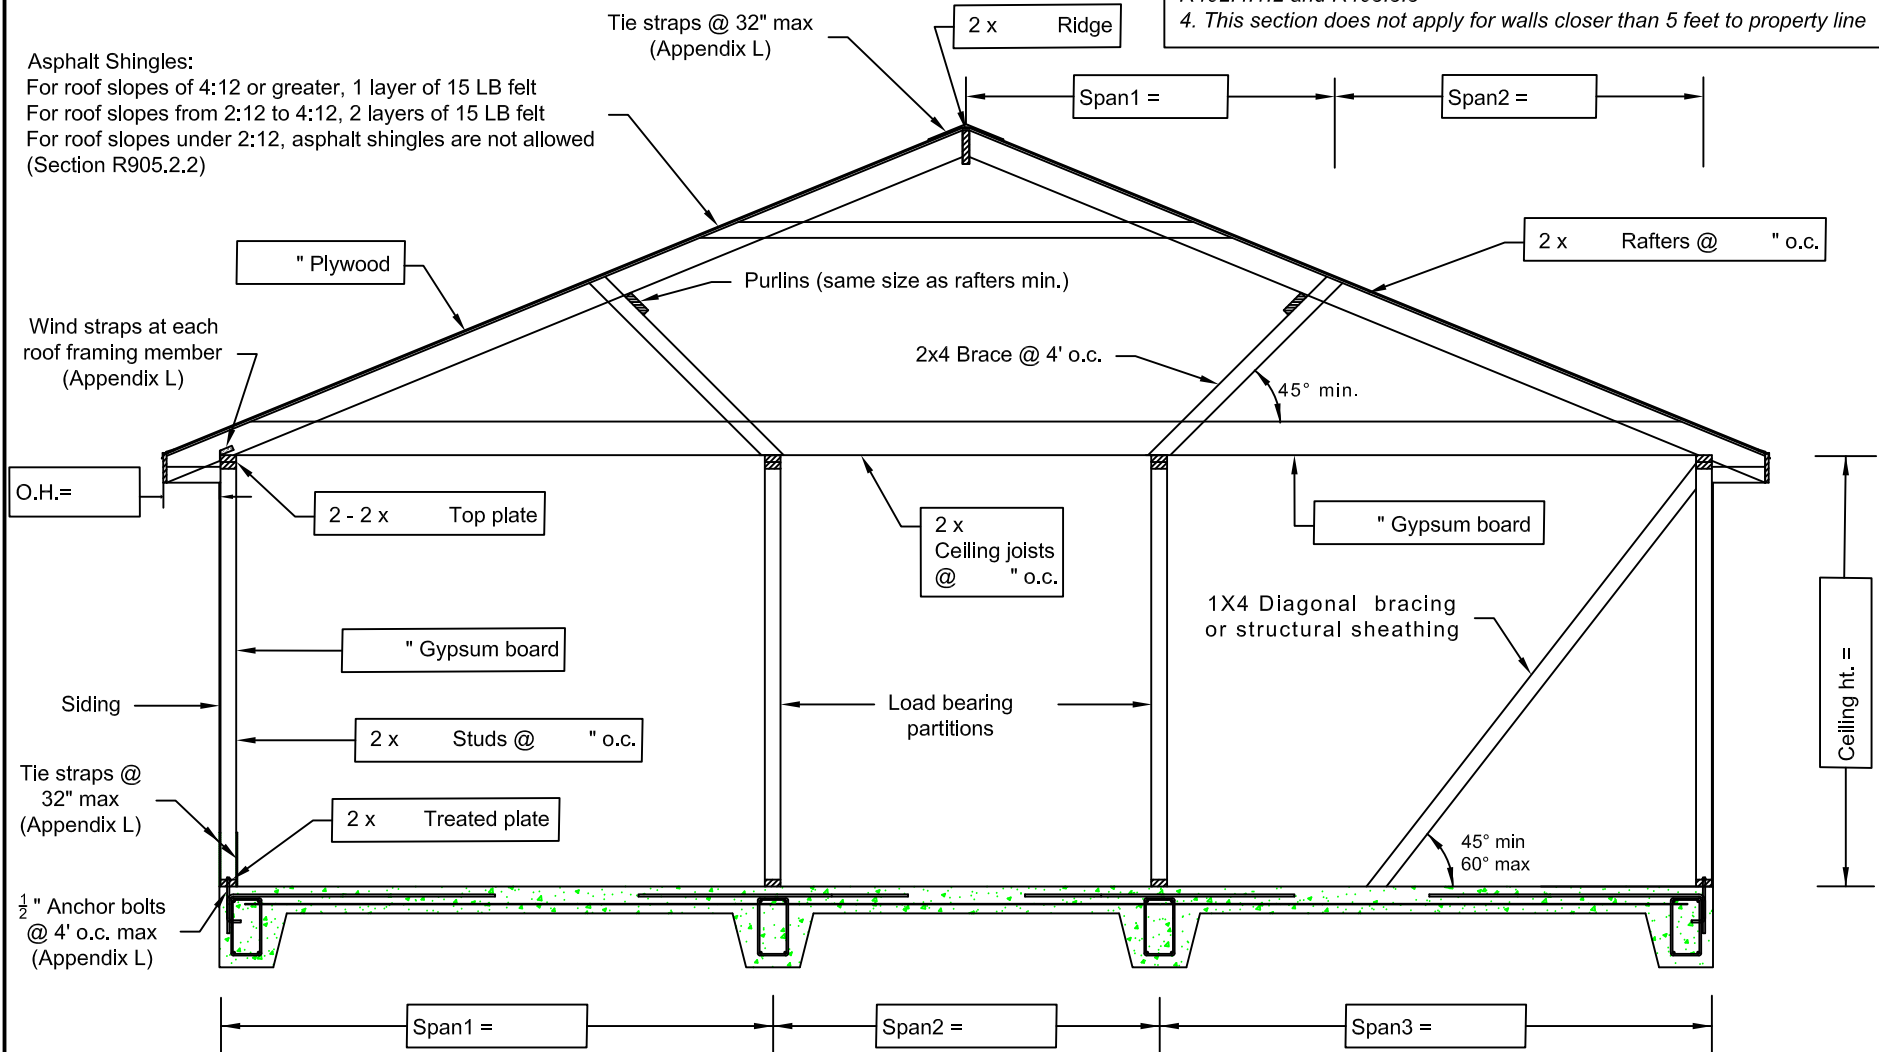 4. This section does not apply for walls closer than 5 feet to property line
Tie straps @ 32" max
(Appendix L)
2 x Ridge
Asphalt Shingles:
For roof slopes of 4:12 or greater, 1 layer of 15 LB felt
For roof slopes from 2:12 to 4:12, 2 layers of 15 LB felt
For roof slopes under 2:12, asphalt shingles are not allowed
(Section R905.2.2)
Span1 =
Span2 =
" Plywood
2 x Rafters @ " o.c.
Purlins (same size as rafters min.)
Wind straps at each
roof framing member
(Appendix L)
2x4 Brace @ 4' o.c.
45° min.
O.H.=
2 - 2 x Top plate
2 x
Ceiling joists
@ " o.c.
" Gypsum board
1X4 Diagonal bracing
or structural sheathing
Ceiling ht. =
" Gypsum board
Siding
Load bearing
partitions
2 x Studs @ " o.c.
Tie straps @
32" max
(Appendix L)
2 x Treated plate
45° min
60° max
1/2 " Anchor bolts
@ 4' o.c. max
(Appendix L)
Span1 =
Span2 =
Span3 =